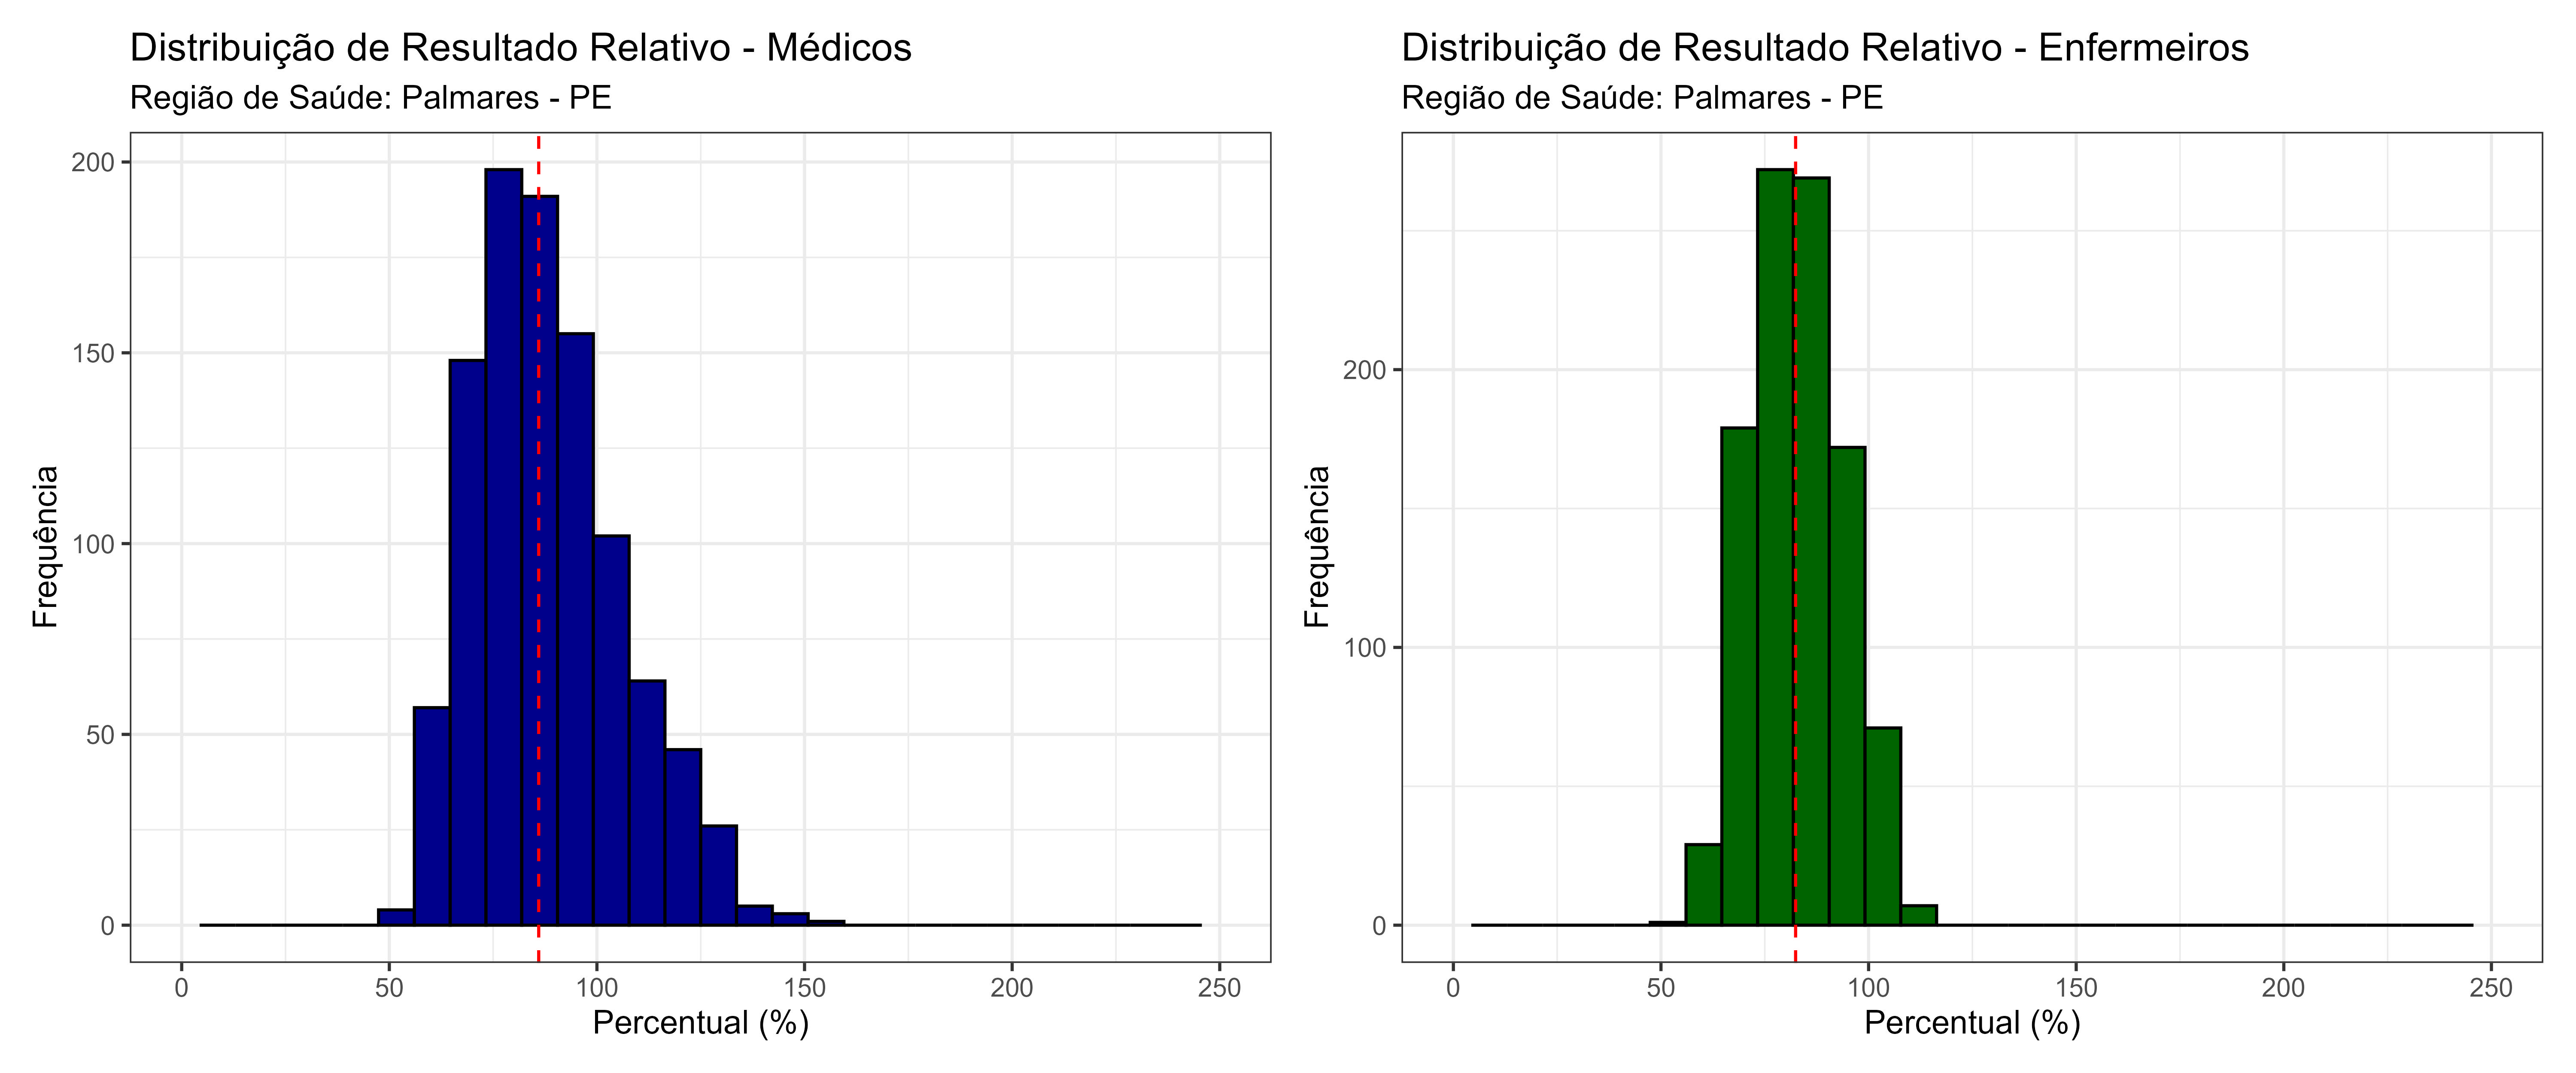 Distribuição de Resultado Relativo - Médicos
Região de Saúde: Palmares - PE
200
150
100
50
0
Frequência
0 50 100 150 200 250
Percentual (%)
Distribuição de Resultado Relativo - Enfermeiros
Região de Saúde: Palmares - PE
200
100
0
Frequência
0 50 100 150 200 250
Percentual (%)